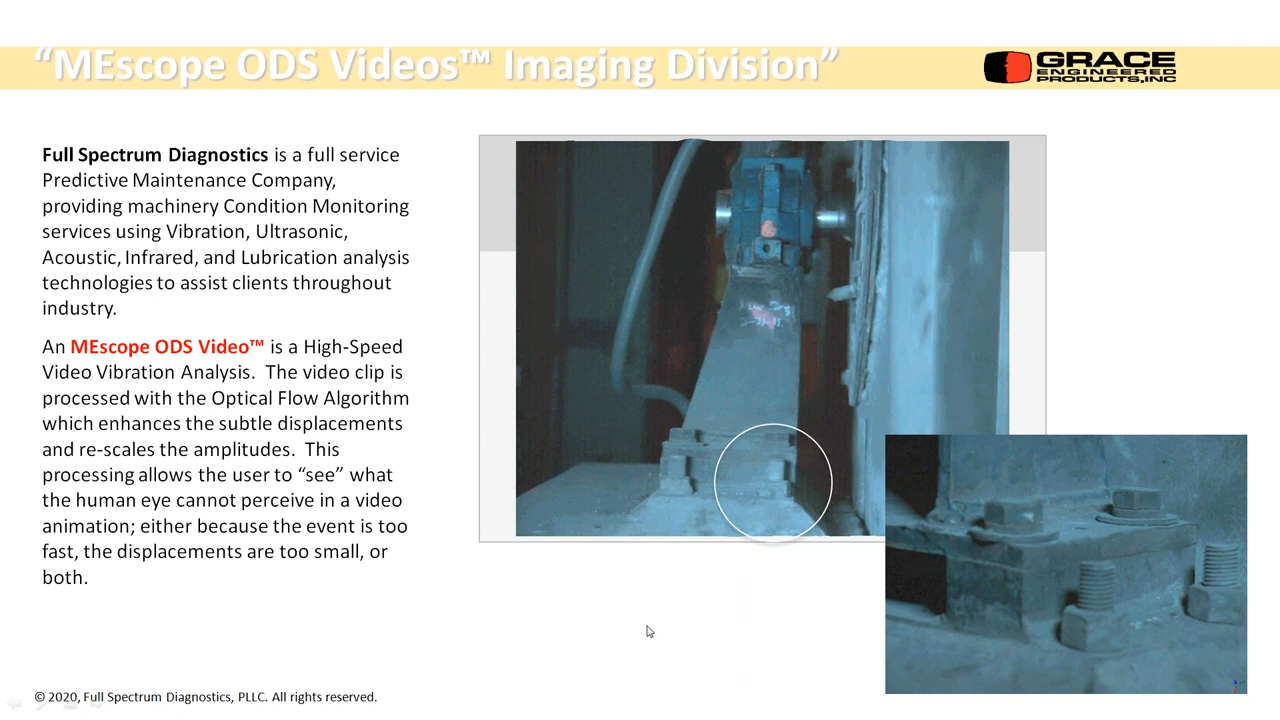 “MEscope ODS Videos™ Imaging Division”
GRACE
ENGINEERED
PRODUCTS,INC
Full Spectrum Diagnostics is a full service
Predictive Maintenance Company,
providing machinery Condition Monitoring
services using Vibration, Ultrasonic,
Acoustic, Infrared, and Lubrication analysis
technologies to assist clients throughout
industry.
An MEscope ODS Video™ is a High-Speed
Video Vibration Analysis. The video clip is
processed with the Optical Flow Algorithm
which enhances the subtle displacements
and re-scales the amplitudes. This
processing allows the user to “see” what
the human eye cannot perceive in a video
animation; either because the event is too
fast, the displacements are too small, or
both.
© 2020, Full Spectrum Diagnostics, PLLC. All rights reserved.